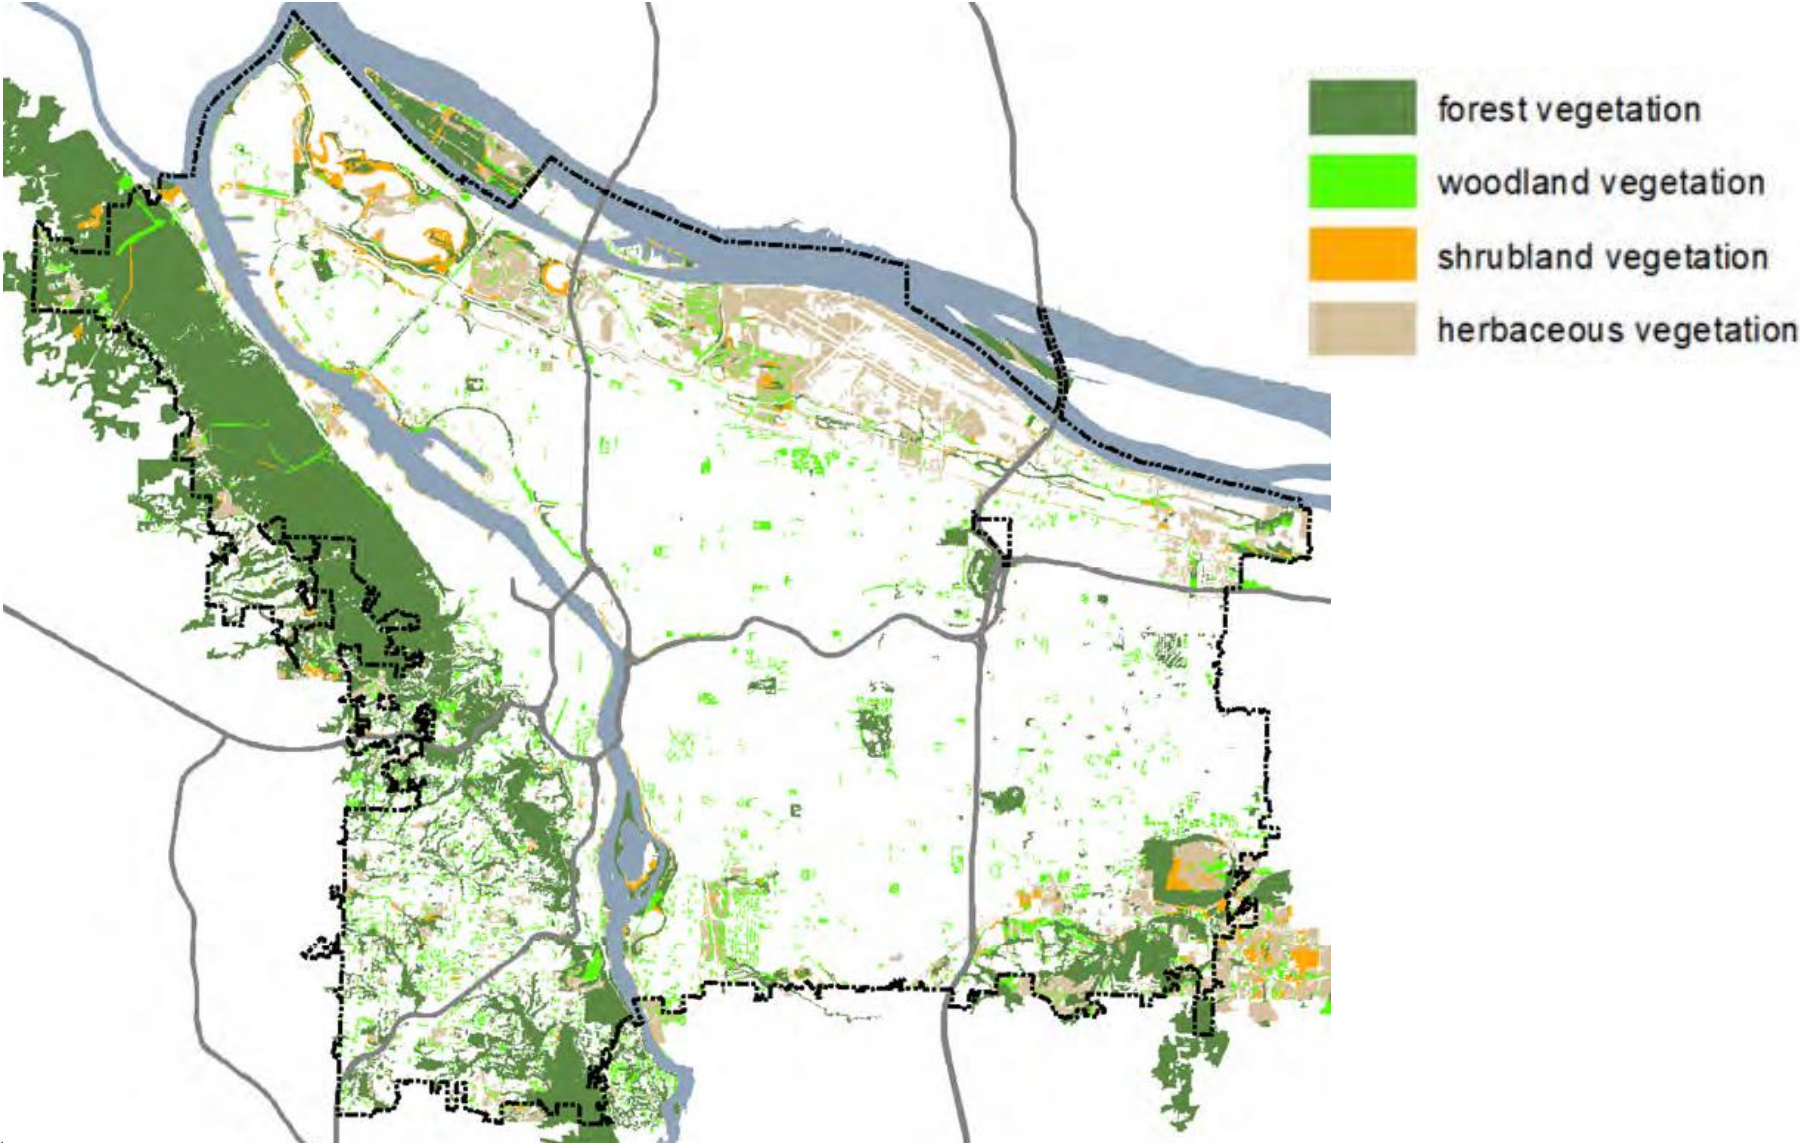 forest vegetation
woodland vegetation
shrubland vegetation
herbaceous vegetation